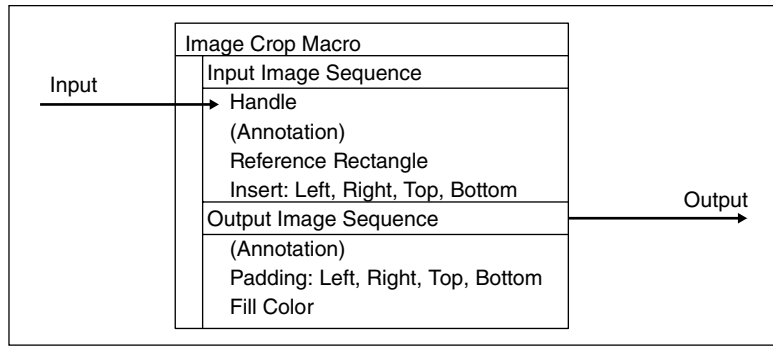 Image Crop Macro
Input Image Sequence
Input
Handle
(Annotation)
Reference Rectangle
Insert: Left, Right, Top, Bottom
Output
Output Image Sequence
(Annotation)
Padding: Left, Right, Top, Bottom
Fill Color